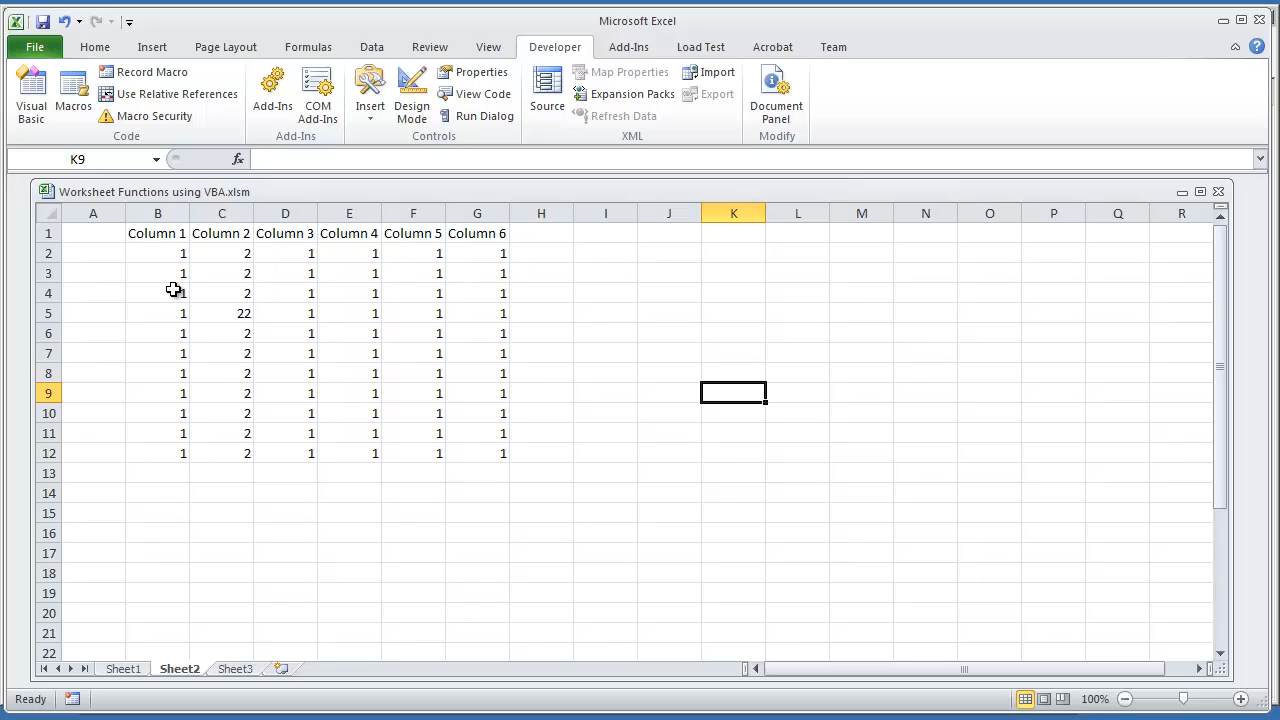 Microsoft Excel
File Home Insert Page Layout Formulas Data Review View Developer Add-Ins Load Test Acrobat Team
Visual Basic
Macros
Record Macro
Use Relative References
Macro Security
Code
Add-Ins
COM Add-Ins
Add-Ins
Insert
Design Mode
Properties
View Code
Run Dialog
Controls
Source
Map Properties
Expansion Packs
Refresh Data
Import
Export
XML
Document Panel
Modify
K9 fx
Worksheet Functions using VBA.xlsm
A B C D E F G H I J K L M N O P Q R
1 Column 1 Column 2 Column 3 Column 4 Column 5 Column 6
2 1 2 1 1 1 1
3 1 2 1 1 1 1
4 1 2 1 1 1 1
5 1 22 1 1 1 1
6 1 2 1 1 1 1
7 1 2 1 1 1 1
8 1 2 1 1 1 1
9 1 2 1 1 1 1
10 1 2 1 1 1 1
11 1 2 1 1 1 1
12 1 2 1 1 1 1
13
14
15
16
17
18
19
20
21
22
Sheet1 Sheet2 Sheet3
Ready 100%